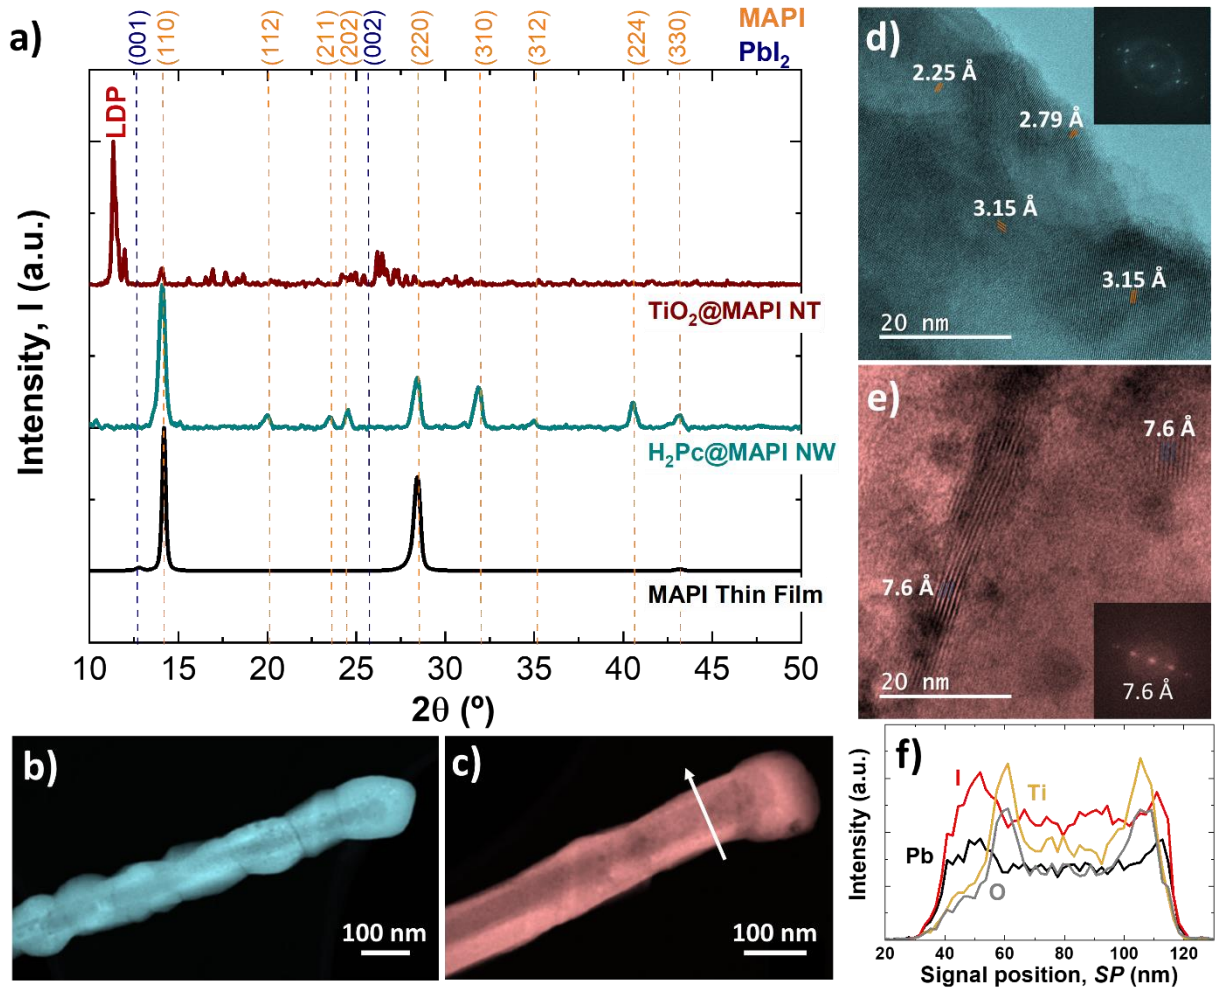 a)
(001)
(110)
(112)
(211)
(202)
(002)
(220)
(310)
(312)
(224)
(330)
MAPI
PbI₂
LDP
TiO₂@MAPI NT
H₂Pc@MAPI NW
MAPI Thin Film
Intensity, I (a.u.)
10 15 20 25 30 35 40 45 50
2θ (º)
d)
2.25 Å
2.79 Å
3.15 Å
3.15 Å
20 nm
e)
7.6 Å
7.6 Å
20 nm
7.6 Å
b)
100 nm
c)
100 nm
f)
I
Ti
Pb
O
Intensity (a.u.)
20 40 60 80 100 120
Signal position, SP (nm)